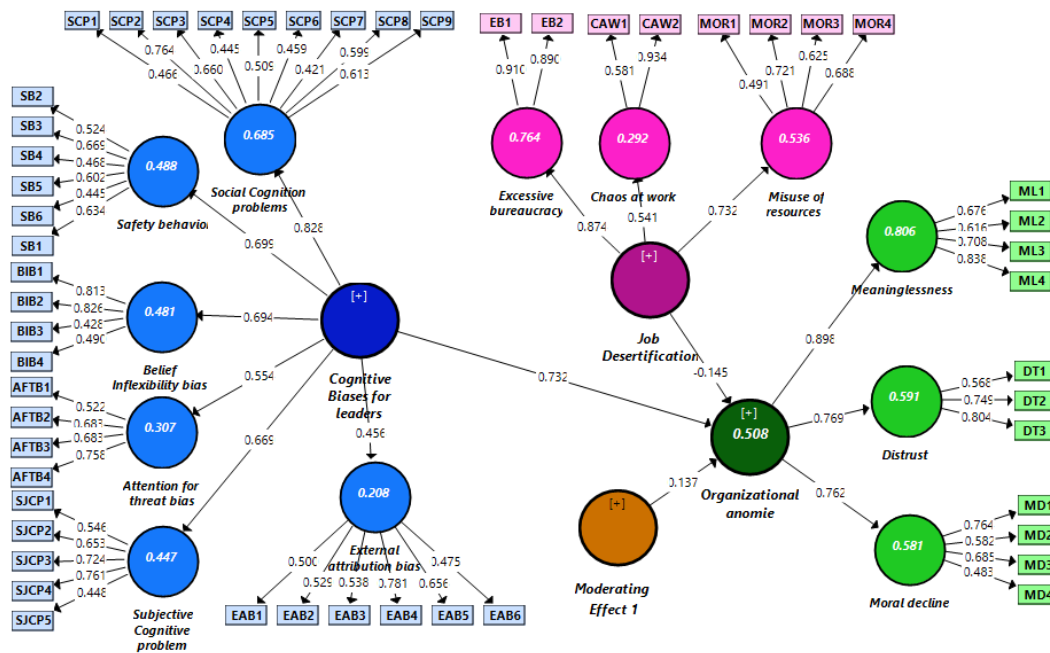 SCP1 SCP2 SCP3 SCP4 SCP5 SCP6 SCP7 SCP8 SCP9
0.466 0.764 0.660 0.445 0.509 0.459 0.421 0.599 0.613
EB1 EB2 CAW1 CAW2 MOR1 MOR2 MOR3 MOR4
0.910 0.890 0.581 0.934 0.491 0.721 0.625 0.688
SB2
SB3
SB4
SB5
SB6
SB1
0.524
0.669
0.468
0.602
0.445
0.634
0.488
Safety behavior
0.685
Social Cognition
problems
0.764
Excessive
bureaucracy
0.292
Chaos at work
0.536
Misuse of
resources
0.699
0.828
0.874
0.541
0.732
[+]
Job
Desertification
-0.145
ML1
ML2
ML3
ML4
0.676
0.616
0.708
0.838
0.806
Meaninglessness
0.898
BIB1
BIB2
BIB3
BIB4
0.813
0.826
0.428
0.490
0.481
Belief
Inflexibility bias
0.694
[+]
Cognitive
Biases for
leaders
0.732
AFTB1
AFTB2
AFTB3
AFTB4
0.522
0.683
0.683
0.758
0.307
Attention for
threat bias
0.554
0.669
0.456
[+]
0.508
Organizational
anomie
0.769
0.591
Distrust
0.568
0.749
0.804
DT1
DT2
DT3
0.762
0.137
[+]
Moderating
Effect 1
0.581
Moral decline
0.764
0.582
0.685
0.483
MD1
MD2
MD3
MD4
SJCP1
SJCP2
SJCP3
SJCP4
SJCP5
0.546
0.653
0.724
0.761
0.448
0.447
Subjective
Cognitive
problem
0.208
External
attribution bias
0.500 0.529 0.538 0.781 0.656 0.475
EAB1 EAB2 EAB3 EAB4 EAB5 EAB6